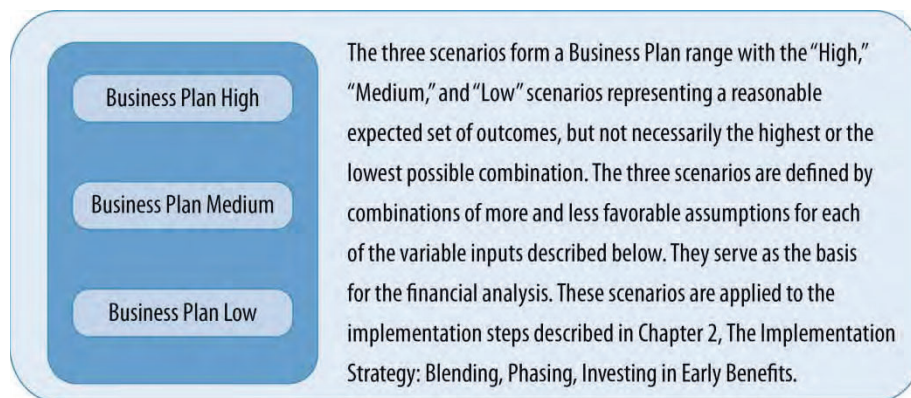 Business Plan High
Business Plan Medium
Business Plan Low
The three scenarios form a Business Plan range with the “High,”
“Medium,” and “Low” scenarios representing a reasonable
expected set of outcomes, but not necessarily the highest or the
lowest possible combination. The three scenarios are defined by
combinations of more and less favorable assumptions for each
of the variable inputs described below. They serve as the basis
for the financial analysis. These scenarios are applied to the
implementation steps described in Chapter 2, The Implementation
Strategy: Blending, Phasing, Investing in Early Benefits.